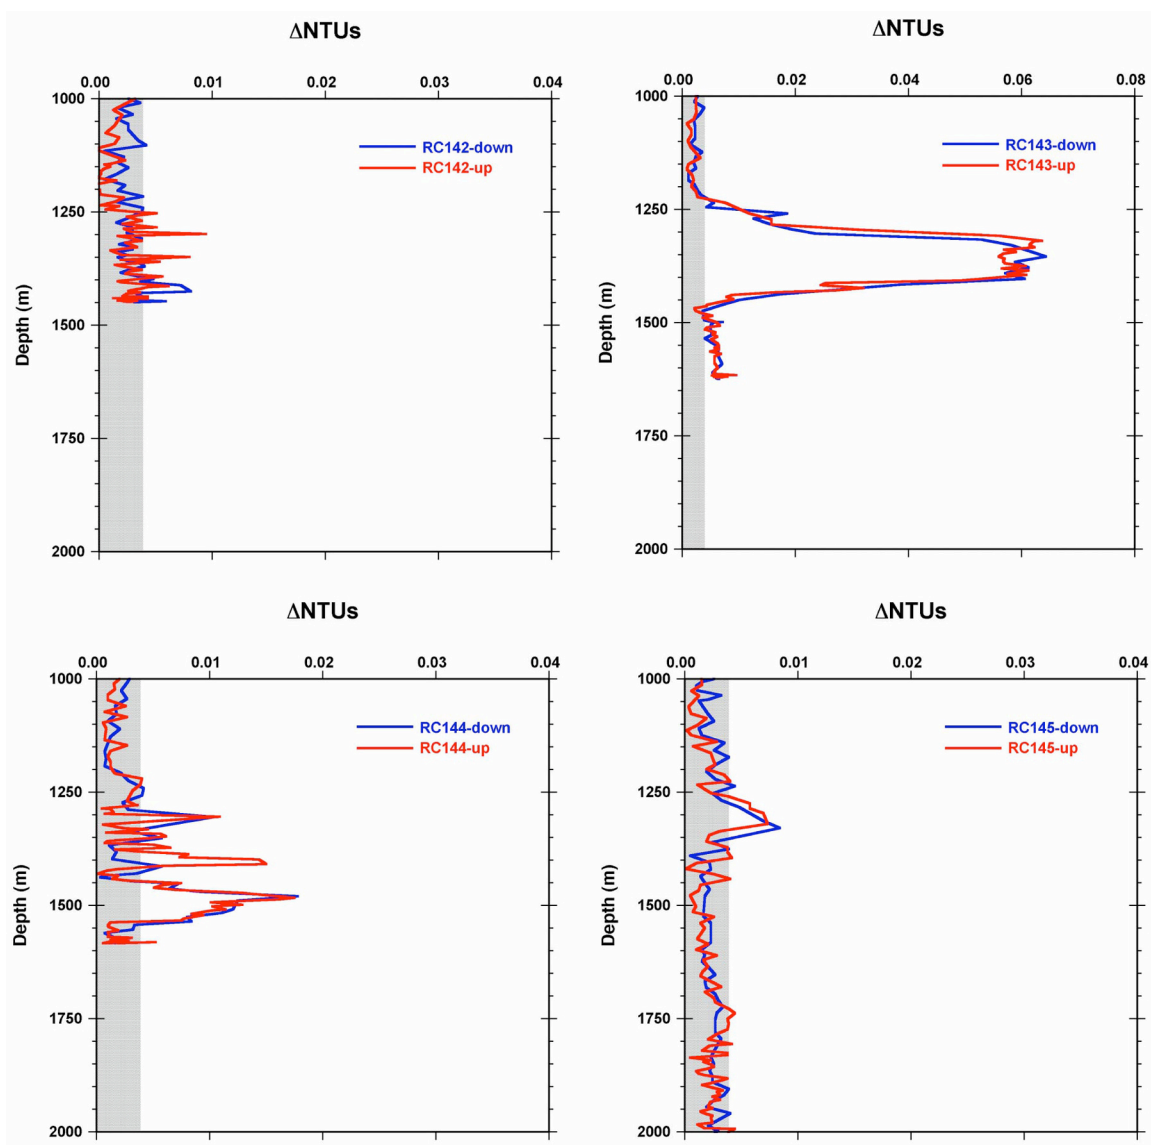 ΔNTUs
0.00 0.01 0.02 0.03 0.04
1000
1250
1500
1750
2000
Depth (m)
RC142-down
RC142-up
ΔNTUs
0.00 0.02 0.04 0.06 0.08
1000
1250
1500
1750
2000
Depth (m)
RC143-down
RC143-up
ΔNTUs
0.00 0.01 0.02 0.03 0.04
1000
1250
1500
1750
2000
Depth (m)
RC144-down
RC144-up
ΔNTUs
0.00 0.01 0.02 0.03 0.04
1000
1250
1500
1750
2000
Depth (m)
RC145-down
RC145-up